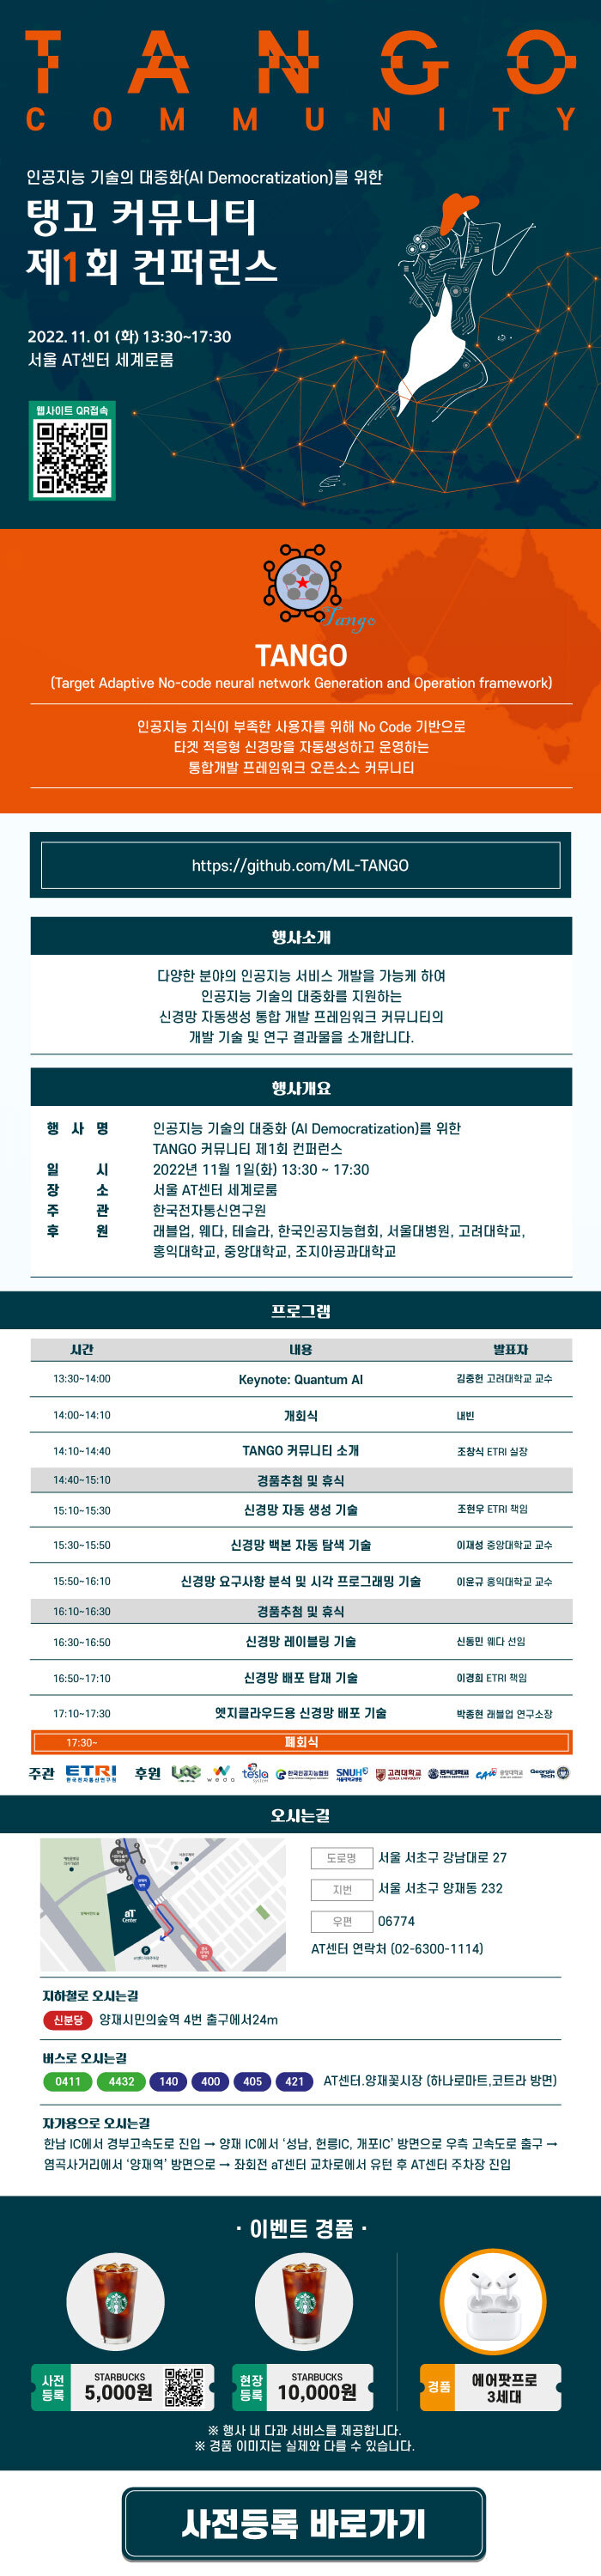 TANGO
COMMUNITY
인공지능 기술의 대중화(AI Democratization)를 위한
탱고 커뮤니티
제1회 컨퍼런스
2022. 11. 01 (화) 13:30~17:30
서울 AT센터 세계로룸
웹사이트 QR접속
Tango
TANGO
(Target Adaptive No-code neural network Generation and Operation framework)
인공지능 지식이 부족한 사용자를 위해 No Code 기반으로
타겟 적응형 신경망을 자동생성하고 운영하는
통합개발 프레임워크 오픈소스 커뮤니티
https://github.com/ML-TANGO
행사소개
다양한 분야의 인공지능 서비스 개발을 가능케 하여
인공지능 기술의 대중화를 지원하는
신경망 자동생성 통합 개발 프레임워크 커뮤니티의
개발 기술 및 연구 결과물을 소개합니다.
행사개요
행 사 명 인공지능 기술의 대중화 (AI Democratization)를 위한
TANGO 커뮤니티 제1회 컨퍼런스
일 시 2022년 11월 1일(화) 13:30 ~ 17:30
장 소 서울 AT센터 세계로룸
주 관 한국전자통신연구원
후 원 래블업, 웨다, 테슬라, 한국인공지능협회, 서울대병원, 고려대학교,
홍익대학교, 중앙대학교, 조지아공과대학교
프로그램
시간 내용 발표자
13:30~14:00 Keynote: Quantum AI 김중헌 고려대학교 교수
14:00~14:10 개회식 내빈
14:10~14:40 TANGO 커뮤니티 소개 조창식 ETRI 실장
14:40~15:10 경품추첨 및 휴식
15:10~15:30 신경망 자동 생성 기술 조현우 ETRI 책임
15:30~15:50 신경망 백본 자동 탐색 기술 이재성 중앙대학교 교수
15:50~16:10 신경망 요구사항 분석 및 시각 프로그래밍 기술 이윤규 홍익대학교 교수
16:10~16:30 경품추첨 및 휴식
16:30~16:50 신경망 레이블링 기술 신동민 웨다 선임
16:50~17:10 신경망 배포 탑재 기술 이경희 ETRI 책임
17:10~17:30 엣지클라우드용 신경망 배포 기술 박종현 래블업 연구소장
17:30~ 폐회식
주관 ETRI 한국전자통신연구원 후원 weda tesla system 한국인공지능협회 SNUH 서울대학교병원 고려대학교 KOREA UNIVERSITY 홍익대학교 CAU 중앙대학교 Georgia Tech
오시는길
aT Center
도로명 서울 서초구 강남대로 27
지번 서울 서초구 양재동 232
우편 06774
AT센터 연락처 (02-6300-1114)
지하철로 오시는길
신분당 양재시민의숲역 4번 출구에서24m
버스로 오시는길
0411 4432 140 400 405 421 AT센터.양재꽃시장 (하나로마트,코트라 방면)
자가용으로 오시는길
한남 IC에서 경부고속도로 진입 → 양재 IC에서 ‘성남, 헌릉IC, 개포IC’ 방면으로 우측 고속도로 출구 →
염곡사거리에서 ‘양재역’ 방면으로 → 좌회전 aT센터 교차로에서 유턴 후 AT센터 주차장 진입
· 이벤트 경품 ·
사전등록 STARBUCKS 5,000원
현장등록 STARBUCKS 10,000원
경품 에어팟프로 3세대
※ 행사 내 다과 서비스를 제공합니다.
※ 경품 이미지는 실제와 다를 수 있습니다.
사전등록 바로가기